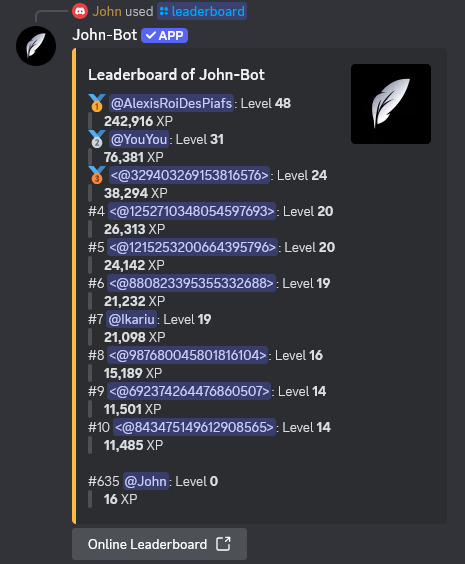 John used leaderboard
John-Bot ✓ APP
Leaderboard of John-Bot
@AlexisRoiDesPiafs: Level 48
242,916 XP
@YouYou: Level 31
76,381 XP
<@329403269153816576>: Level 24
38,294 XP
#4 <@1252710348054597693>: Level 20
26,313 XP
#5 <@1215253200664395796>: Level 20
24,142 XP
#6 <@880823395355332688>: Level 19
21,232 XP
#7 @Ikariu: Level 19
21,098 XP
#8 <@987680045801816104>: Level 16
15,189 XP
#9 <@692374264476860507>: Level 14
11,501 XP
#10 <@843475149612908565>: Level 14
11,485 XP
#635 @John: Level 0
16 XP
Online Leaderboard